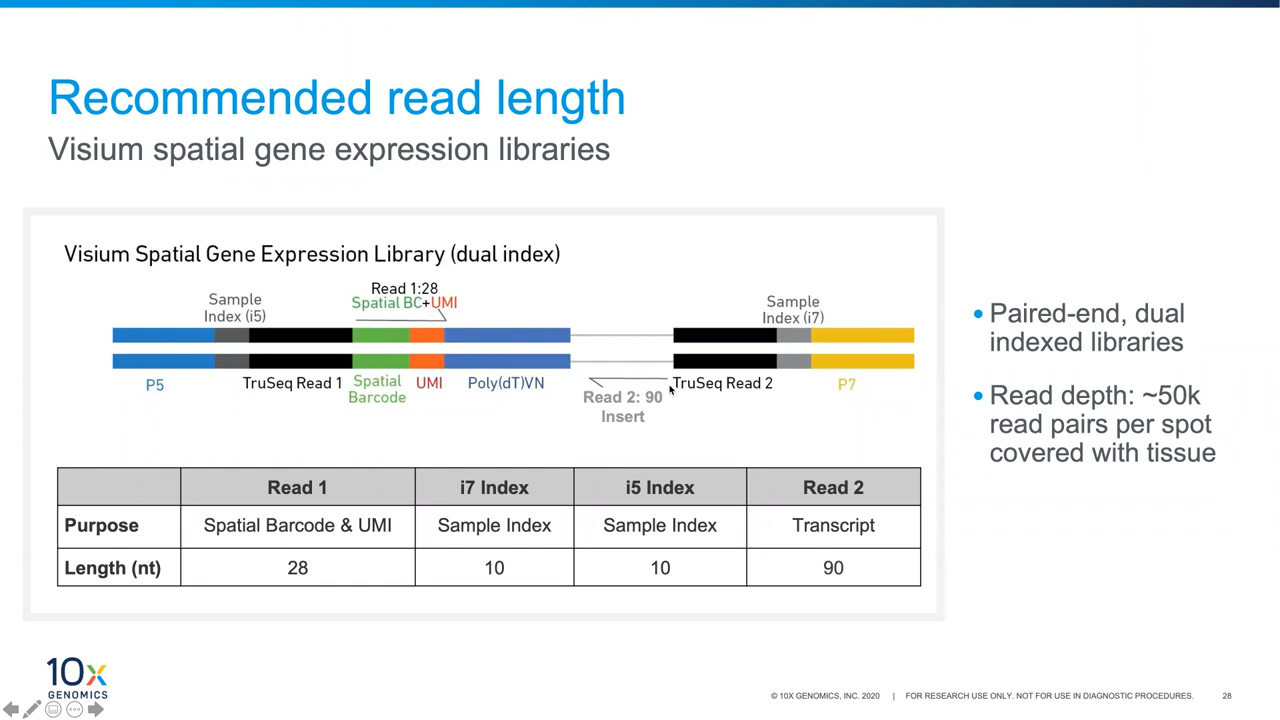 Recommended read length
Visium spatial gene expression libraries
Visium Spatial Gene Expression Library (dual index)
Read 1:28
Spatial BC+UMI
Sample
Index (i5)
Sample
Index (i7)
P5
TruSeq Read 1
Spatial
Barcode
UMI
Poly(dT)VN
Read 2: 90
Insert
TruSeq Read 2
P7
Read 1 i7 Index i5 Index Read 2
Purpose Spatial Barcode & UMI Sample Index Sample Index Transcript
Length (nt) 28 10 10 90
• Paired-end, dual
indexed libraries
• Read depth: ~50k
read pairs per spot
covered with tissue
10x
GENOMICS
© 10X GENOMICS, INC. 2020 | FOR RESEARCH USE ONLY. NOT FOR USE IN DIAGNOSTIC PROCEDURES. 28